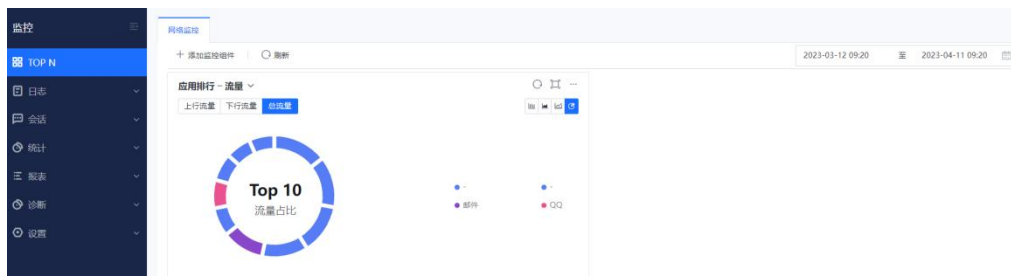 监控
网络监控
添加监控组件
刷新
2023-03-12 09:20 至 2023-04-11 09:20
TOP N
日志
会话
统计
报表
诊断
设置
应用排行 - 流量
上行流量 下行流量 总流量
Top 10
流量占比
- -
邮件 QQ